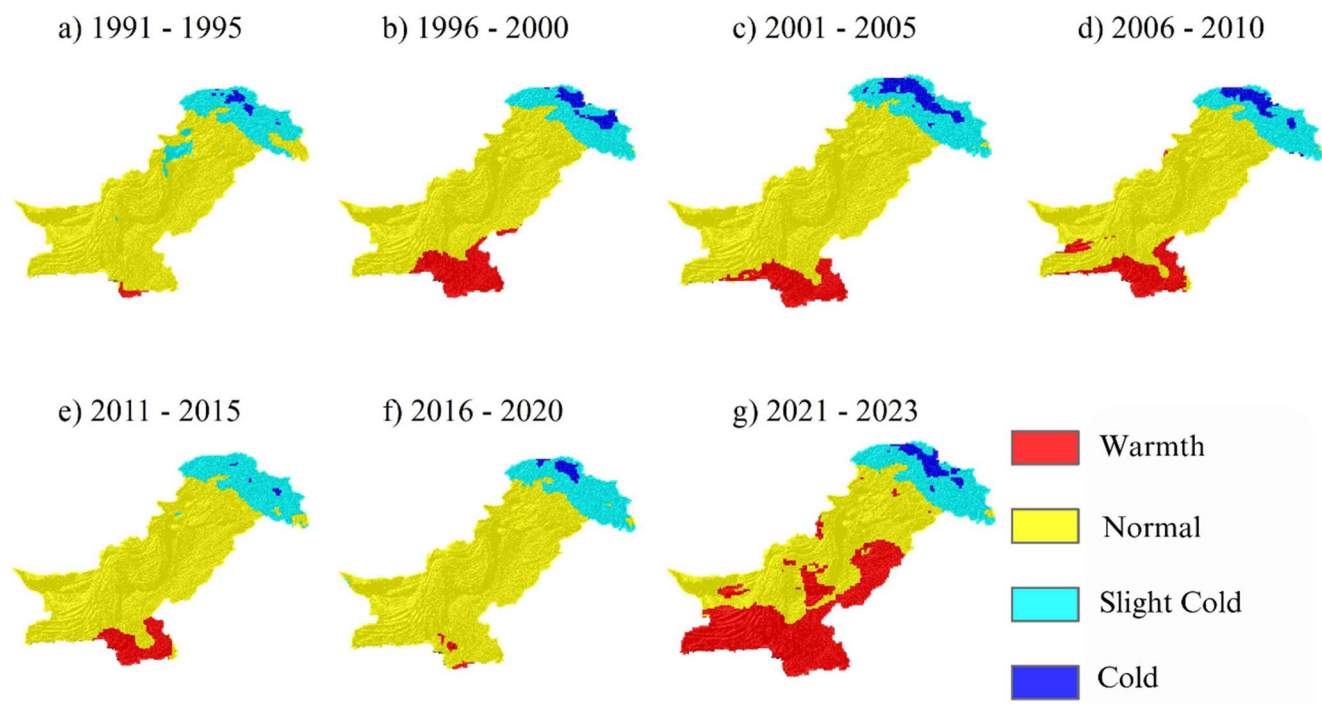 a) 1991 - 1995
b) 1996 - 2000
c) 2001 - 2005
d) 2006 - 2010
e) 2011 - 2015
f) 2016 - 2020
g) 2021 - 2023
Warmth
Normal
Slight Cold
Cold